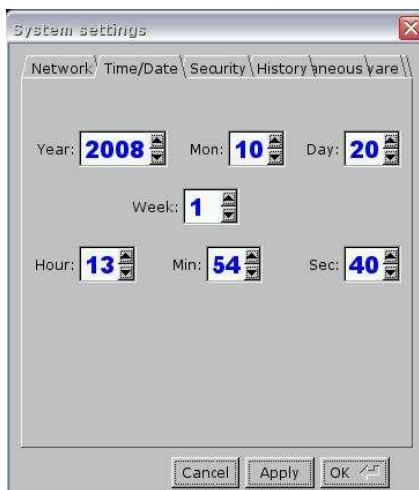 System settings
Network Time/Date Security History aneous vare
Year: 2008 Mon: 10 Day: 20
Week: 1
Hour: 13 Min: 54 Sec: 40
Cancel Apply OK